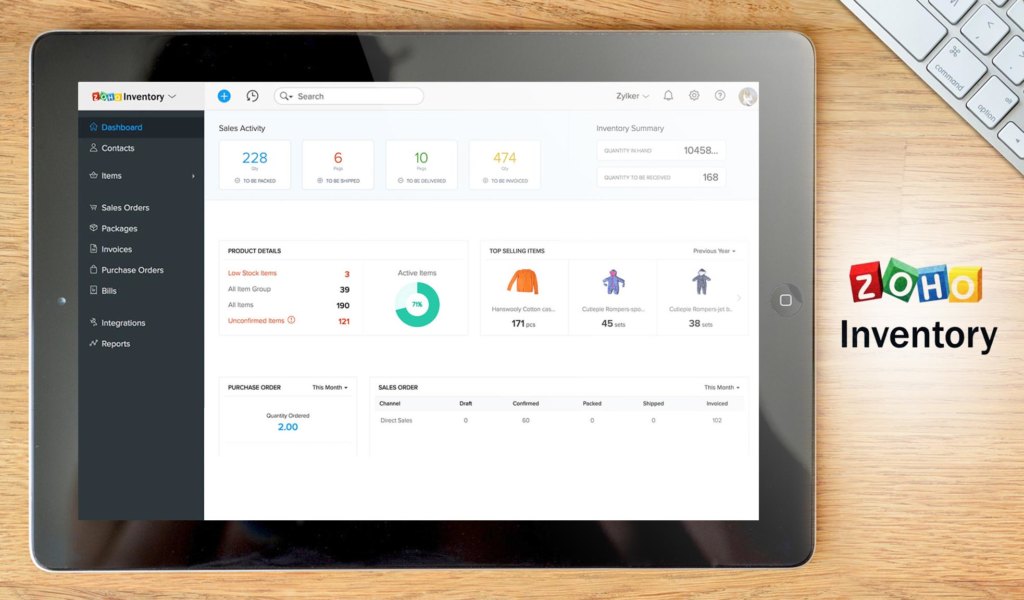 ZOHO Inventory
Search
Zylker
Dashboard
Contacts
Items
Sales Orders
Packages
Invoices
Purchase Orders
Bills
Integrations
Reports
Sales Activity
228
Qty
TO BE PACKED
6
Pkgs
TO BE SHIPPED
10
Pkgs
TO BE DELIVERED
474
Qty
TO BE INVOICED
Inventory Summary
QUANTITY IN HAND 10458...
QUANTITY TO BE RECEIVED 168
PRODUCT DETAILS
Low Stock Items 3
All Item Group 39
All Items 190
Unconfirmed Items 121
Active Items
71%
TOP SELLING ITEMS Previous Year
Hanswooly Cotton cas...
171 pcs
Cutiepie Rompers-spo...
45 sets
Cutiepie Rompers-jet b..
38 sets
PURCHASE ORDER This Month
Quantity Ordered
2.00
SALES ORDER This Month
Channel Draft Confirmed Packed Shipped Invoiced
Direct Sales 0 60 0 0 102
ZOHO
Inventory
command
option